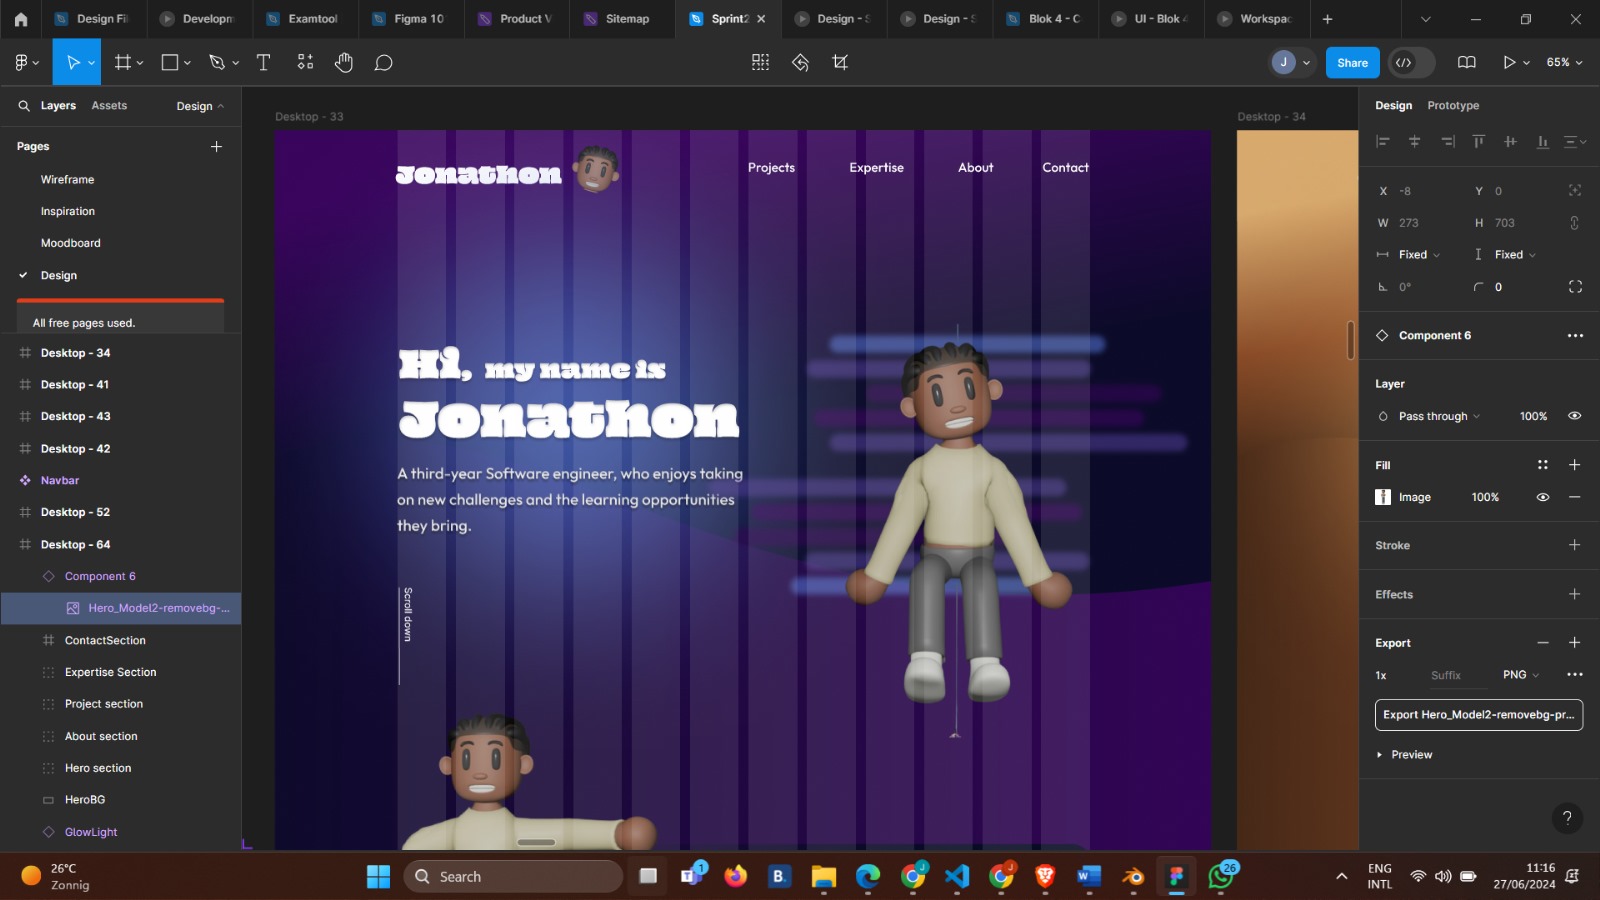 Design Fil
Developm
Examtool
Figma 10
Product V
Sitemap
Sprint2
Design - S
Design - S
Blok 4 - C
UI - Blok 4
Workspac
J
Share
65%
Layers
Assets
Design
Pages
Wireframe
Inspiration
Moodboard
Design
All free pages used.
Desktop - 34
Desktop - 41
Desktop - 43
Desktop - 42
Navbar
Desktop - 52
Desktop - 64
Component 6
Hero_Model2-removebg-...
ContactSection
Expertise Section
Project section
About section
Hero section
HeroBG
GlowLight
Desktop - 33
Desktop - 34
Jonathon
Projects
Expertise
About
Contact
Hi, my name is
Jonathon
A third-year Software engineer, who enjoys taking
on new challenges and the learning opportunities
they bring.
Scroll down
Design
Prototype
X -8
Y 0
W 273
H 703
Fixed
Fixed
0°
0
Component 6
Layer
Pass through
100%
Fill
Image
100%
Stroke
Effects
Export
1x
Suffix
PNG
Export Hero_Model2-removebg-pr...
Preview
?
26°C
Zonnig
Search
1
B.
J
J
W
26
ENG
INTL
11:16
27/06/2024